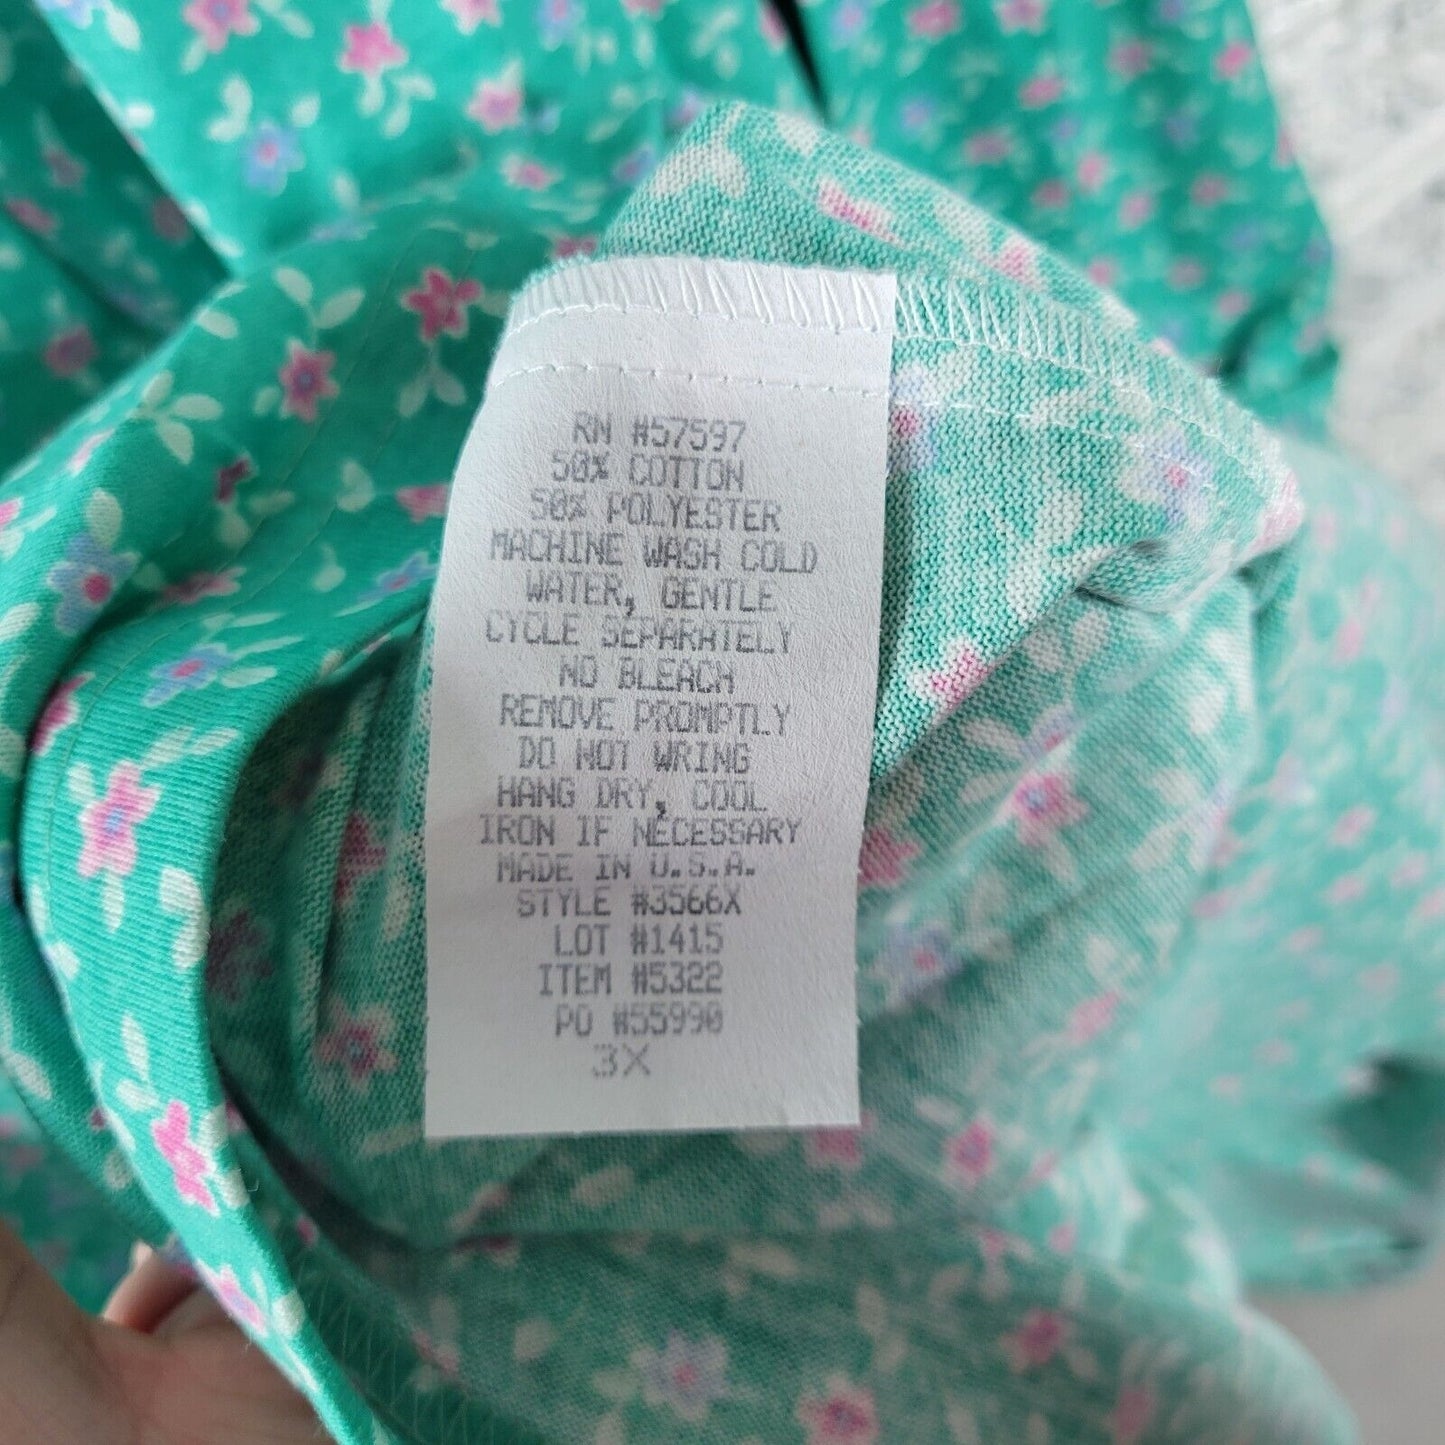 RN #57597
50% COTTON
50% POLYESTER
MACHINE WASH COLD
WATER, GENTLE
CYCLE SEPARATELY
NO BLEACH
REMOVE PROMPTLY
DO NOT WRING
HANG DRY, COOL
IRON IF NECESSARY
MADE IN U.S.A.
STYLE #3566X
LOT #1415
ITEM #5322
PO #55990
3X